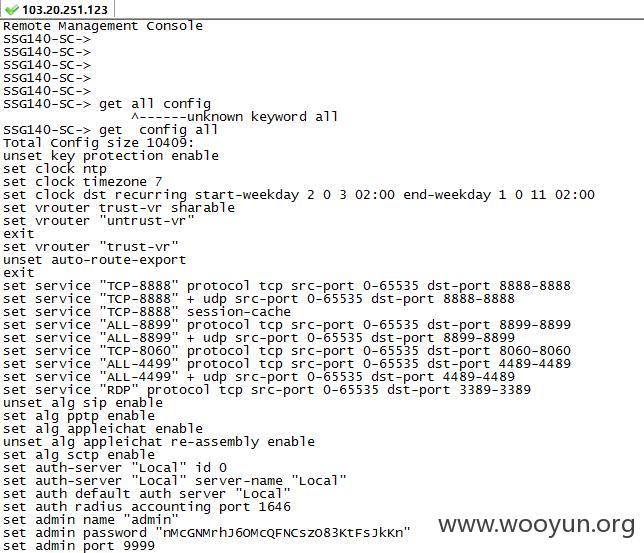 103.20.251.123
Remote Management Console
SSG140-SC->
SSG140-SC->
SSG140-SC->
SSG140-SC->
SSG140-SC->
SSG140-SC-> get all config
^------unknown keyword all
SSG140-SC-> get  config all
Total Config size 10409:
unset key protection enable
set clock ntp
set clock timezone 7
set clock dst recurring start-weekday 2 0 3 02:00 end-weekday 1 0 11 02:00
set vrouter trust-vr sharable
set vrouter "untrust-vr"
exit
set vrouter "trust-vr"
unset auto-route-export
exit
set service "TCP-8888" protocol tcp src-port 0-65535 dst-port 8888-8888
set service "TCP-8888" + udp src-port 0-65535 dst-port 8888-8888
set service "TCP-8888" session-cache
set service "ALL-8899" protocol tcp src-port 0-65535 dst-port 8899-8899
set service "ALL-8899" + udp src-port 0-65535 dst-port 8899-8899
set service "TCP-8060" protocol tcp src-port 0-65535 dst-port 8060-8060
set service "ALL-4499" protocol tcp src-port 0-65535 dst-port 4489-4489
set service "ALL-4499" + udp src-port 0-65535 dst-port 4489-4489
set service "RDP" protocol tcp src-port 0-65535 dst-port 3389-3389
unset alg sip enable
set alg pptp enable
set alg appleichat enable
unset alg appleichat re-assembly enable
set alg sctp enable
set auth-server "Local" id 0
set auth-server "Local" server-name "Local"
set auth default auth server "Local"
set auth radius accounting port 1646
set admin name "admin"
set admin password "nMcGNMrhJ6OMcQFNCszO83KtFsJkKn"
set admin port 9999
www.wooyun.org